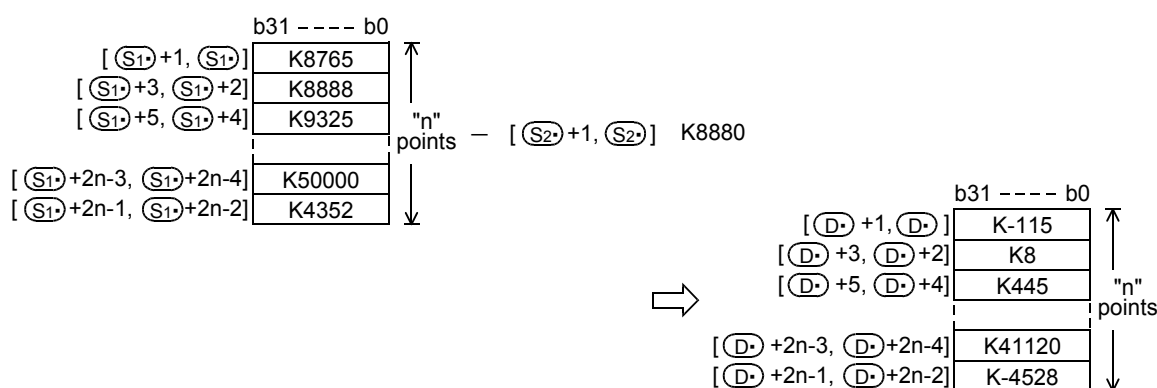 b31 ---- b0
[ S1• +1, S1• ] K8765
[ S1• +3, S1• +2] K8888
[ S1• +5, S1• +4] K9325
"n"
points
— [ S2• +1, S2• ] K8880
[ S1• +2n-3, S1• +2n-4] K50000
[ S1• +2n-1, S1• +2n-2] K4352
b31 ---- b0
[ D• +1, D• ] K-115
[ D• +3, D• +2] K8
[ D• +5, D• +4] K445
"n"
points
[ D• +2n-3, D• +2n-4] K41120
[ D• +2n-1, D• +2n-2] K-4528